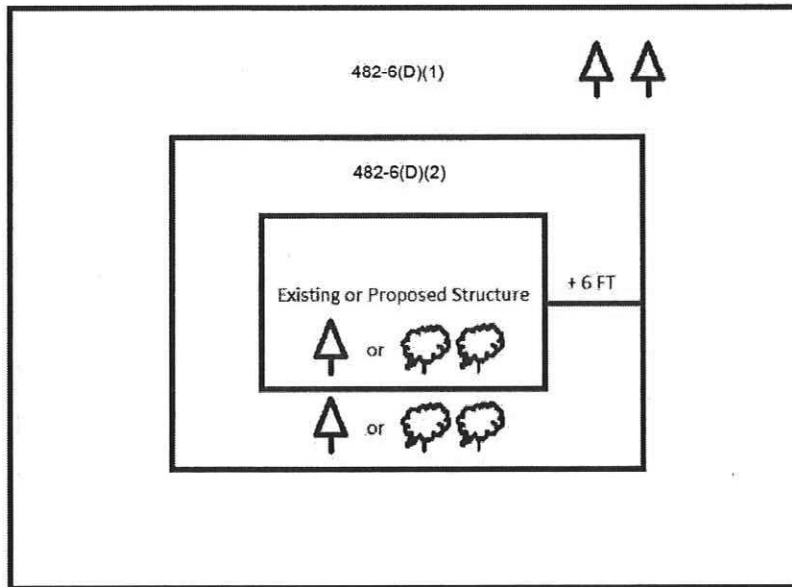 482-6(D)(1)
482-6(D)(2)
Existing or Proposed Structure
+ 6 FT
or
or